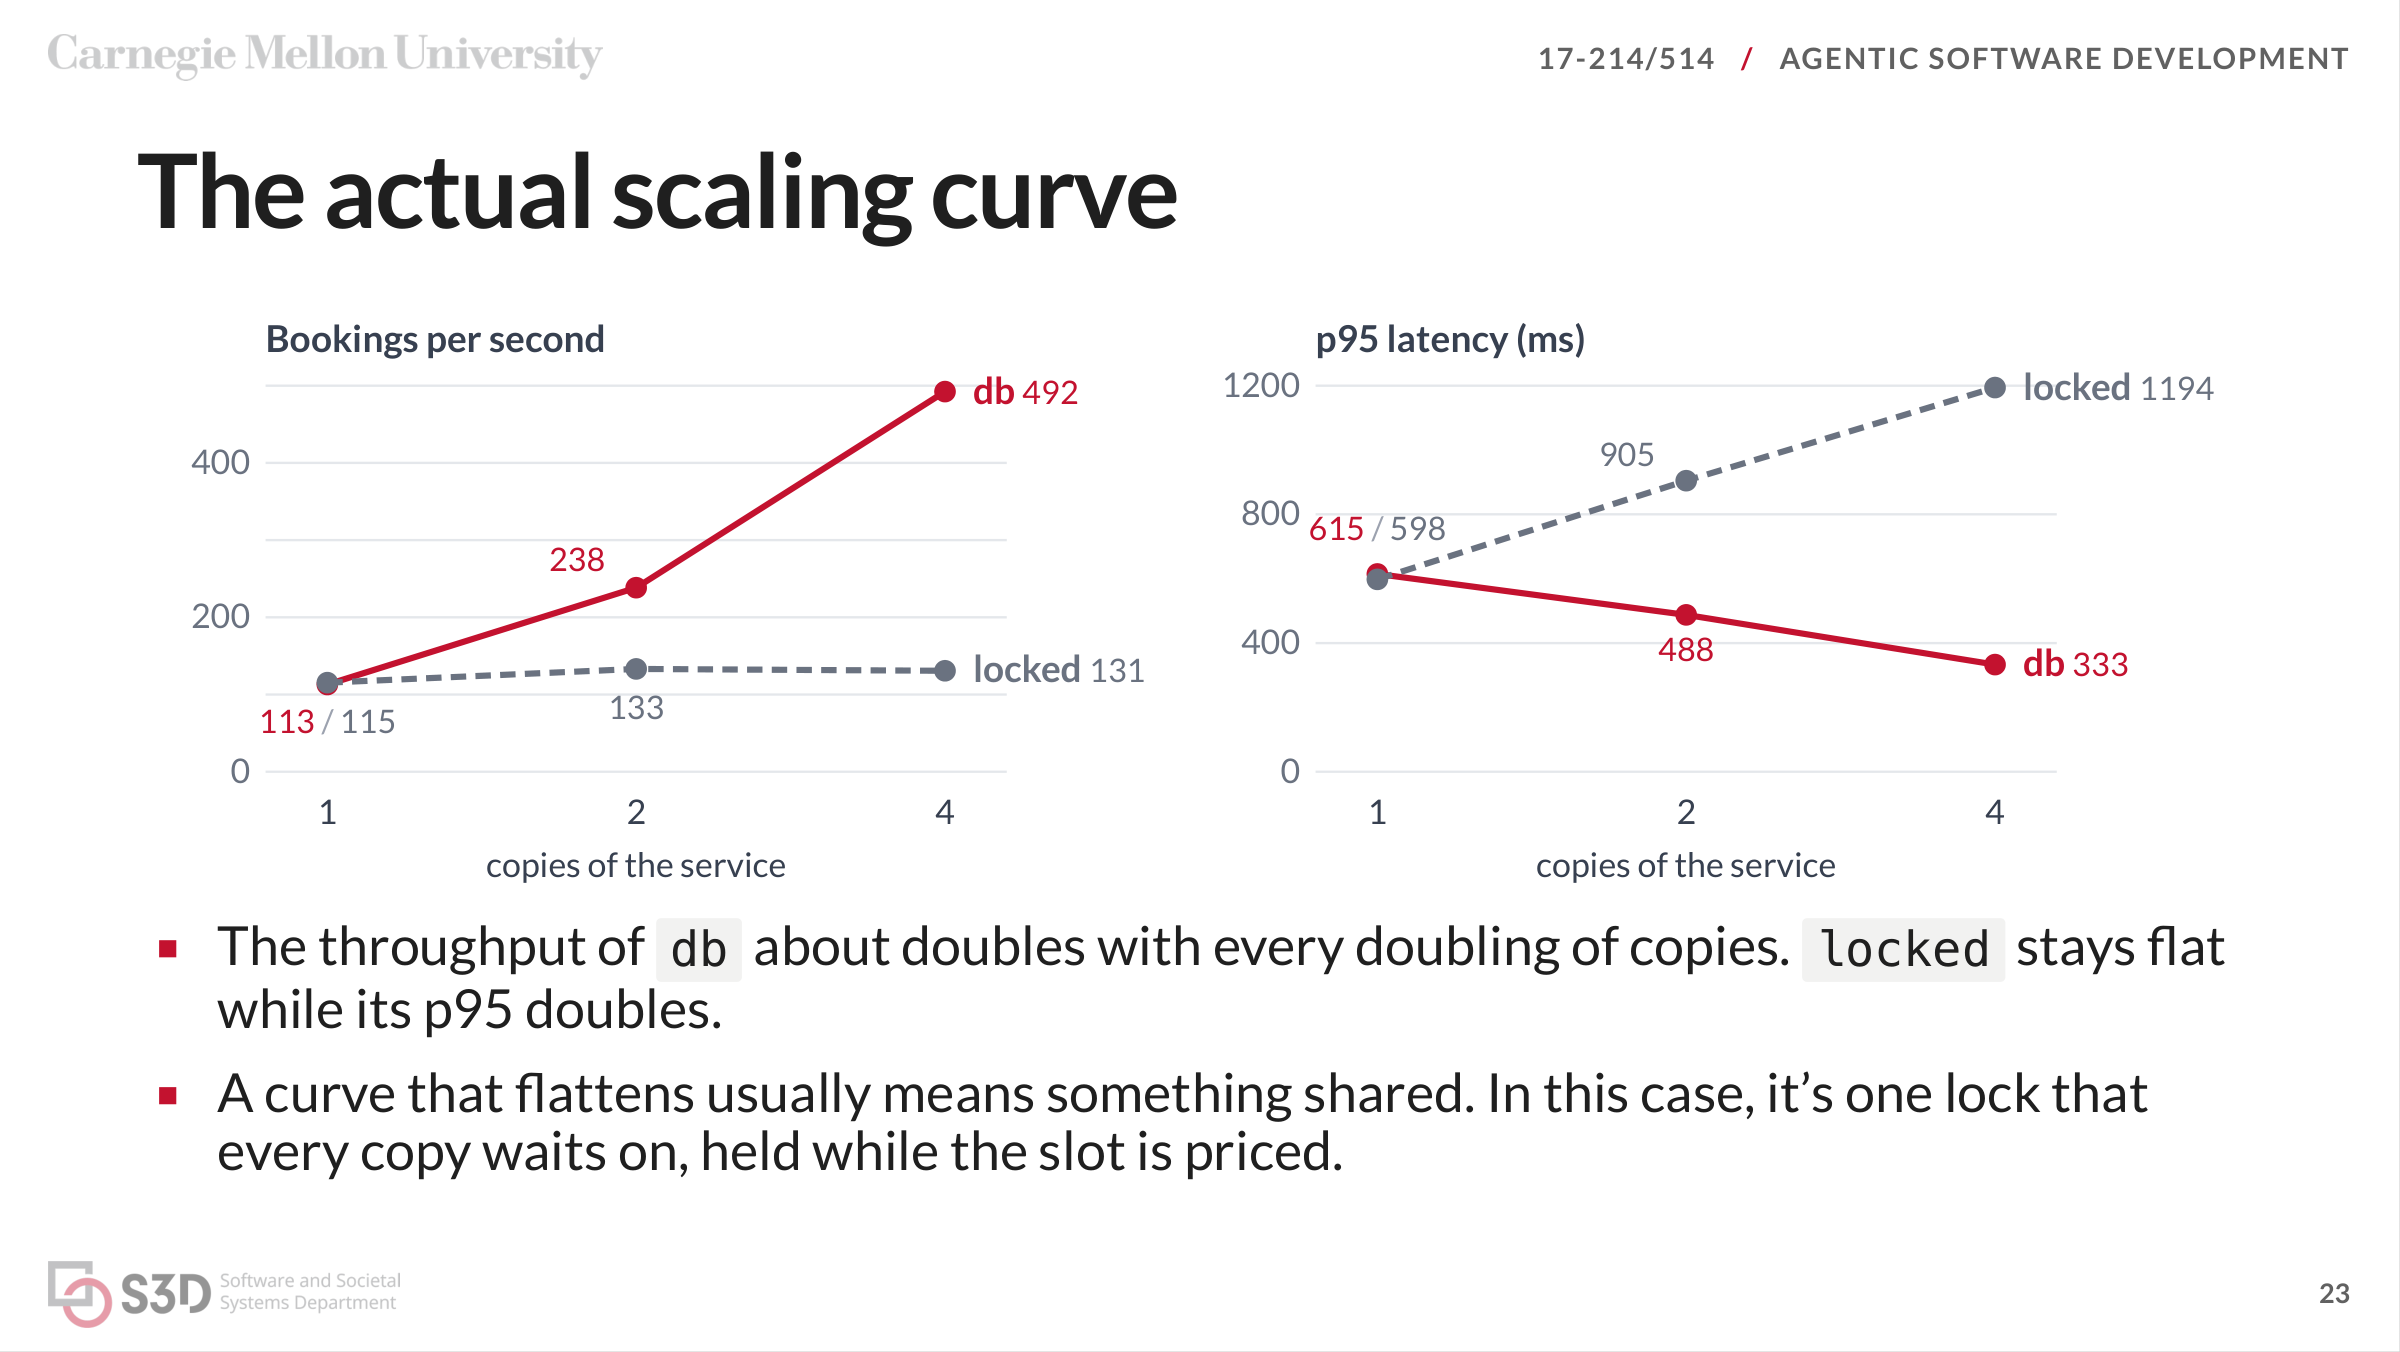 Carnegie Mellon University
17-214/514 / AGENTIC SOFTWARE DEVELOPMENT
The actual scaling curve
Bookings per second
db 492
400
238
200
locked 131
133
113 / 115
0
1 2 4
copies of the service
p95 latency (ms)
1200
locked 1194
905
800
615 / 598
400
488
db 333
0
1 2 4
copies of the service
The throughput of db about doubles with every doubling of copies. locked stays flat
while its p95 doubles.
A curve that flattens usually means something shared. In this case, it’s one lock that
every copy waits on, held while the slot is priced.
S3D
Software and Societal
Systems Department
23